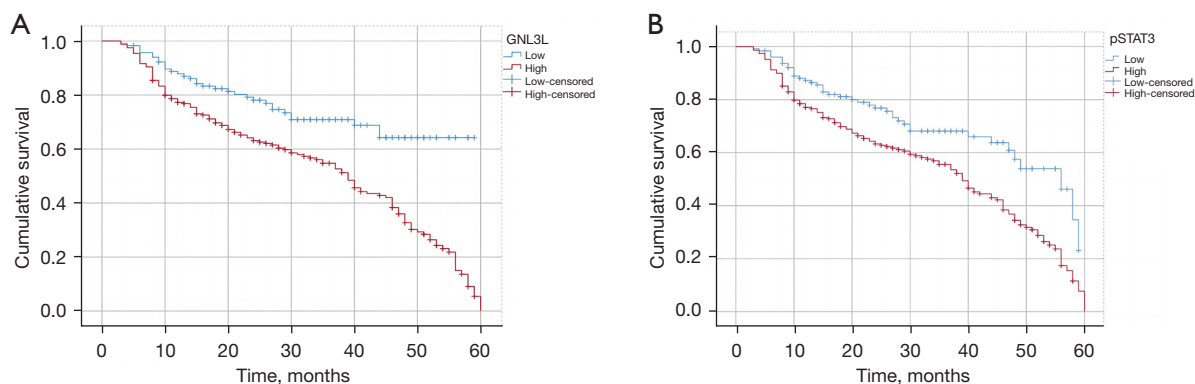 A
GNL3L
Low
High
Low-censored
High-censored
Cumulative survival
1.0
0.8
0.6
0.4
0.2
0.0
0 10 20 30 40 50 60
Time, months
B
pSTAT3
Low
High
Low-censored
High-censored
Cumulative survival
1.0
0.8
0.6
0.4
0.2
0.0
0 10 20 30 40 50 60
Time, months